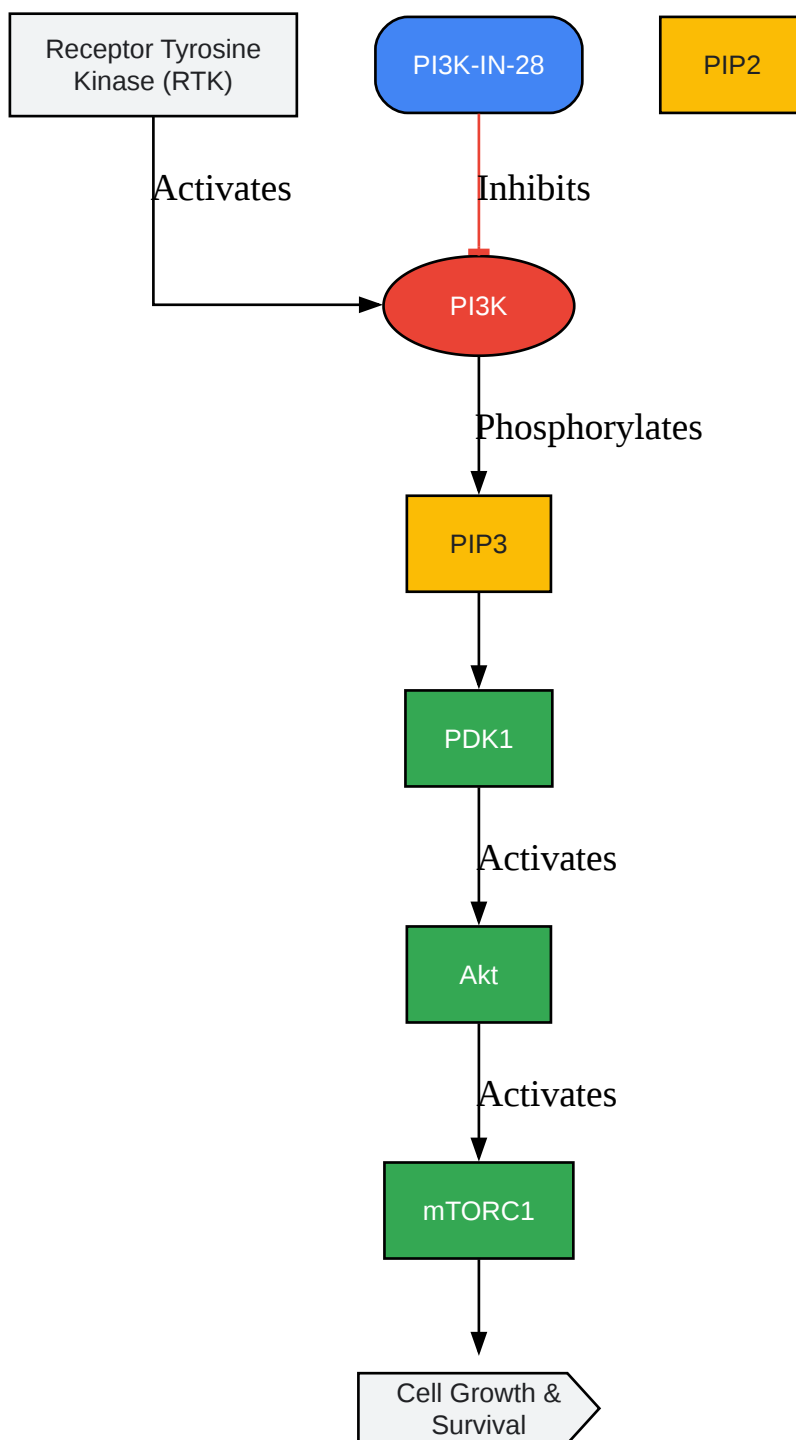 Receptor Tyrosine
Kinase (RTK)
PI3K-IN-28
PIP2
Activates
Inhibits
PI3K
Phosphorylates
PIP3
PDK1
Activates
Akt
Activates
mTORC1
Cell Growth &
Survival